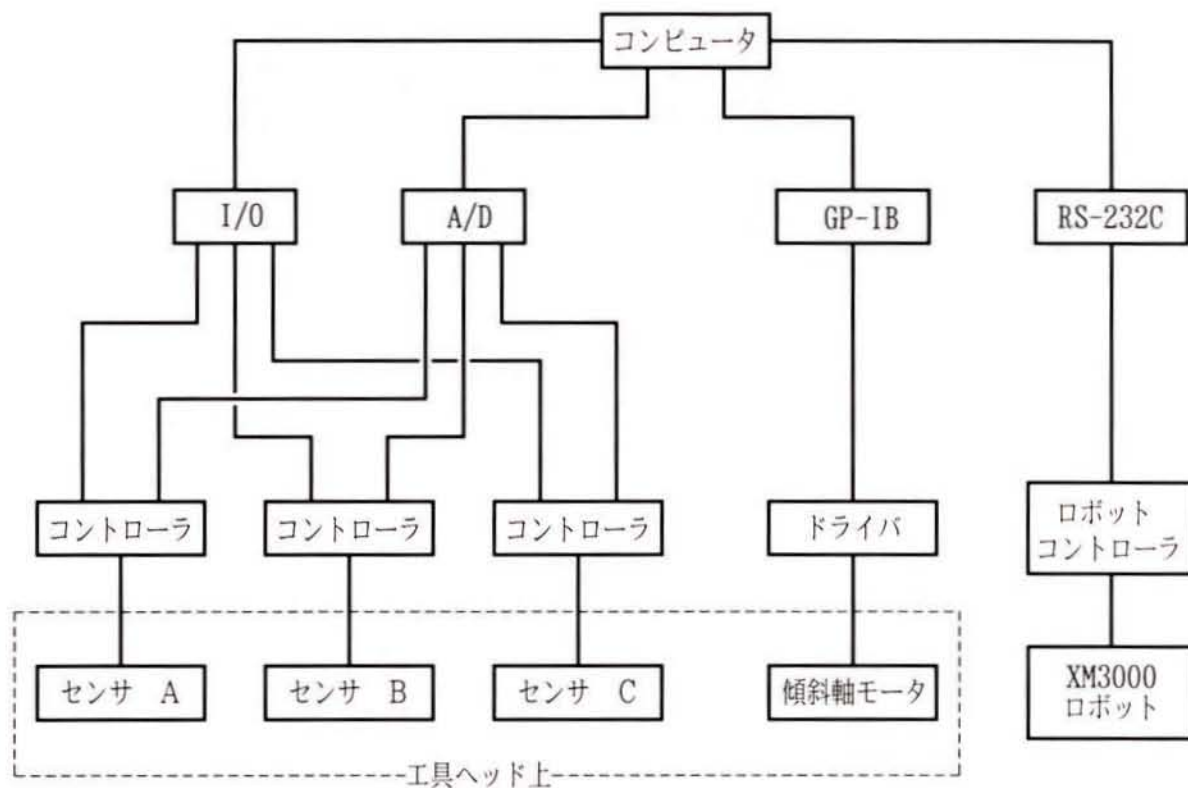 コンピュータ
I/O
A/D
GP-IB
RS-232C
コントローラ
コントローラ
コントローラ
ドライバ
ロボット
コントローラ
センサ A
センサ B
センサ C
傾斜軸モータ
XM3000
ロボット
工具ヘッド上